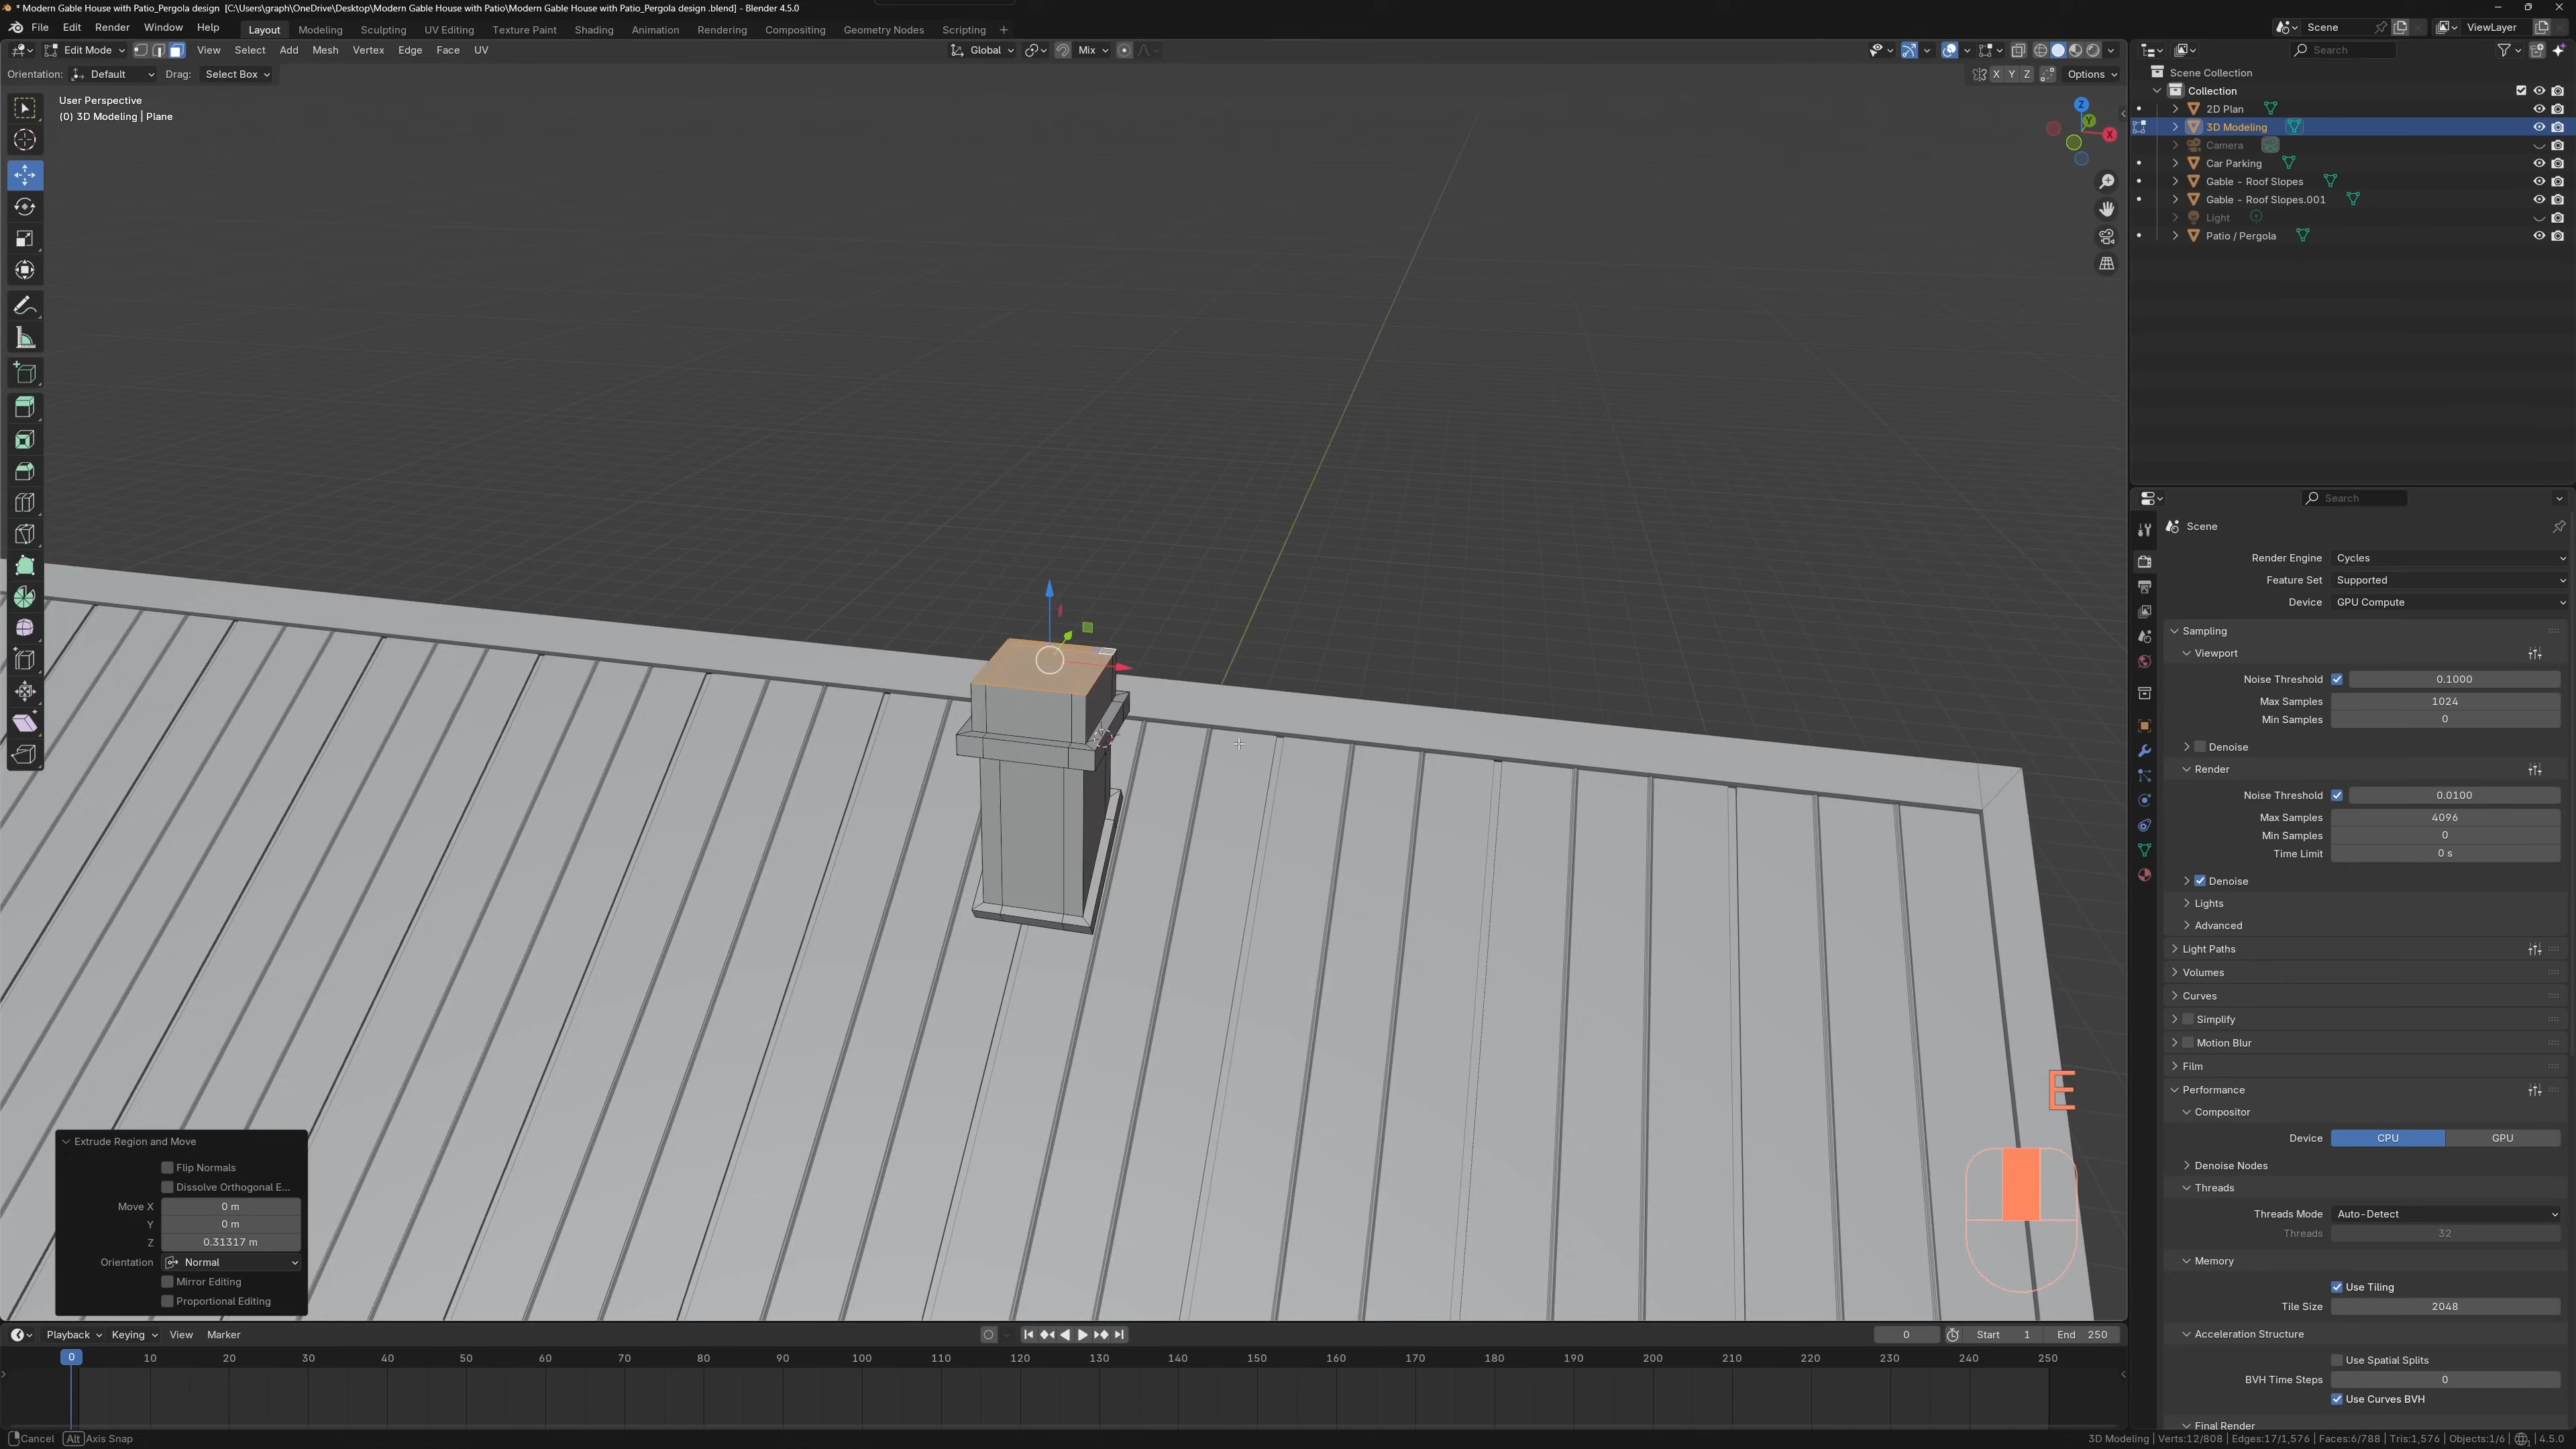 * Modern Gable House with Patio_Pergola design [C:\Users\graph\OneDrive\Desktop\Modern Gable House with Patio\Modern Gable House with Patio_Pergola design .blend] - Blender 4.5.0
File Edit Render Window Help Layout Modeling Sculpting UV Editing Texture Paint Shading Animation Rendering Compositing Geometry Nodes Scripting + Scene ViewLayer
Edit Mode View Select Add Mesh Vertex Edge Face UV Global Mix Search
Orientation: Default Drag: Select Box X Y Z Options
User Perspective
(0) 3D Modeling | Plane
Z
Y
X
Scene Collection
Collection
2D Plan
3D Modeling
Camera
Car Parking
Gable - Roof Slopes
Gable - Roof Slopes.001
Light
Patio / Pergola
Search
Scene
Render Engine Cycles
Feature Set Supported
Device GPU Compute
Sampling
Viewport
Noise Threshold 0.1000
Max Samples 1024
Min Samples 0
Denoise
Render
Noise Threshold 0.0100
Max Samples 4096
Min Samples 0
Time Limit 0 s
Denoise
Lights
Advanced
Light Paths
Volumes
Curves
Simplify
Motion Blur
Film
Performance
Compositor
Device CPU GPU
Denoise Nodes
Threads
Threads Mode Auto-Detect
Threads 32
Memory
Use Tiling
Tile Size 2048
Acceleration Structure
Use Spatial Splits
BVH Time Steps 0
Use Curves BVH
Final Render
E
Extrude Region and Move
Flip Normals
Dissolve Orthogonal E...
Move X 0 m
Y 0 m
Z 0.31317 m
Orientation Normal
Mirror Editing
Proportional Editing
Playback Keying View Marker 0 Start 1 End 250
0 10 20 30 40 50 60 70 80 90 100 110 120 130 140 150 160 170 180 190 200 210 220 230 240 250
Cancel Alt Axis Snap
3D Modeling | Verts:12/808 | Edges:17/1,576 | Faces:6/788 | Tris:1,576 | Objects:1/6 | 4.5.0